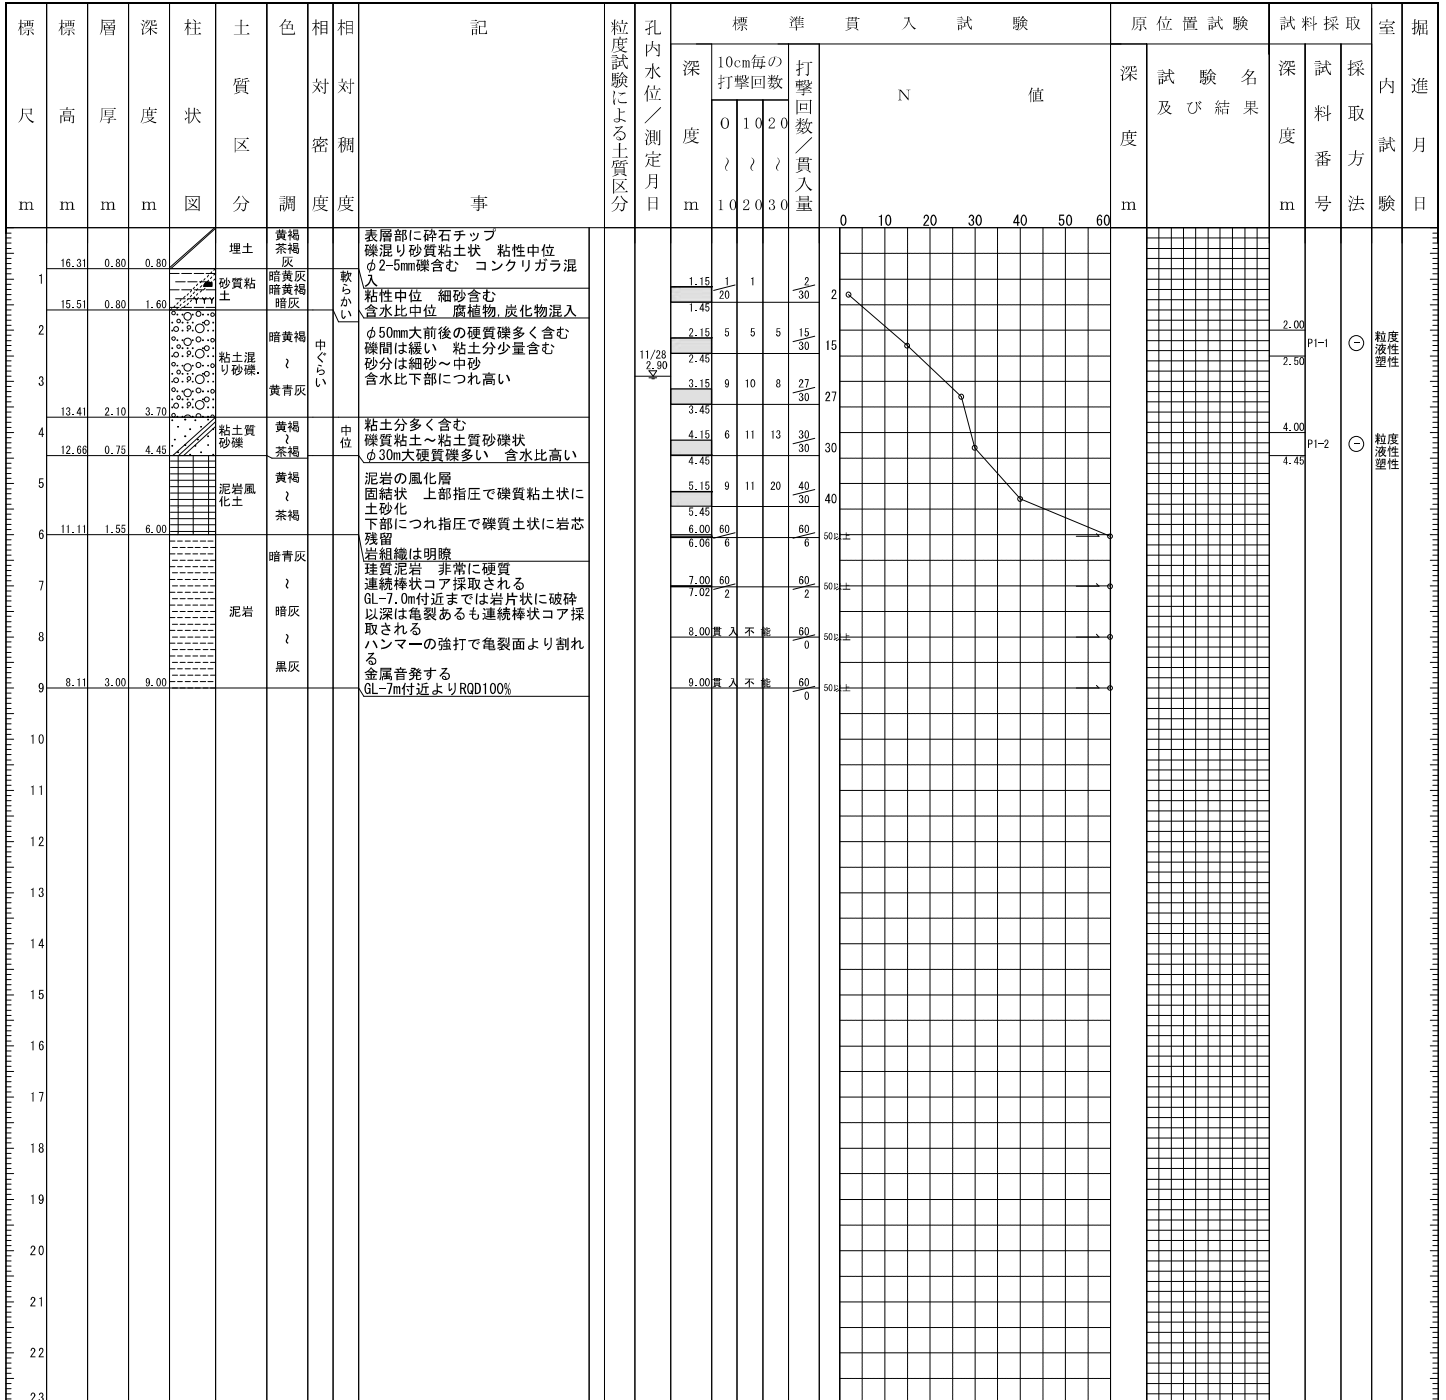 標尺 m
標高 m
層厚 m
深度 m
柱状図
土質区分
色調
相対密度
相対稠度
記事
粒度試験による土質区分
孔内水位／測定月日
標準貫入試験
深度 m
10cm毎の
打撃回数
0～10
10～20
20～30
打撃回数／貫入量
N 値
0 10 20 30 40 50 60
原位置試験
深度 m
試験名
及び結果
試料採取
深度 m
試料番号
採取方法
室内試験
掘進月日
16.31 0.80 0.80
埋土
黄褐
茶褐
灰
表層部に砕石チップ
礫混り砂質粘土状 粘性中位
φ2-5mm礫含む コンクリガラ混
入
15.51 0.80 1.60
砂質粘
土
暗黄灰
暗黄褐
暗灰
軟らかい
粘性中位 細砂含む
含水比中位 腐植物,炭化物混入
13.41 2.10 3.70
粘土混
り砂礫.
暗黄褐
～
黄青灰
中ぐらい
φ50mm大前後の硬質礫多く含む
礫間は緩い 粘土分少量含む
砂分は細砂～中砂
含水比下部につれ高い
12.66 0.75 4.45
粘土質
砂礫
黄褐
～
茶褐
中位
粘土分多く含む
礫質粘土～粘土質砂礫状
φ30m大硬質礫多い 含水比高い
11.11 1.55 6.00
泥岩風
化土
黄褐
～
茶褐
泥岩の風化層
固結状 上部指圧で礫質粘土状に
土砂化
下部につれ指圧で礫質土状に岩芯
残留
岩組織は明瞭
8.11 3.00 9.00
泥岩
暗青灰
～
暗灰
～
黒灰
珪質泥岩 非常に硬質
連続棒状コア採取される
GL-7.0m付近までは岩片状に破砕
以深は亀裂あるも連続棒状コア採
取される
ハンマーの強打で亀裂面より割れ
る
金属音発する
GL-7m付近よりRQD100%
11/28
2.90
1.15 1 1 2
20 30 2
1.45
2.15 5 5 5 15
30 15
2.45
3.15 9 10 8 27
30 27
3.45
4.15 6 11 13 30
30 30
4.45
5.15 9 11 20 40
30 40
5.45
6.00 60 60
6.06 6 6 50以上
7.00 60 60
7.02 2 2 50以上
8.00 貫入不能 60
0 50以上
9.00 貫入不能 60
0 50以上
2.00
P1-1
2.50
粒度
液性
塑性
4.00
P1-2
4.45
粒度
液性
塑性
1
2
3
4
5
6
7
8
9
10
11
12
13
14
15
16
17
18
19
20
21
22
23